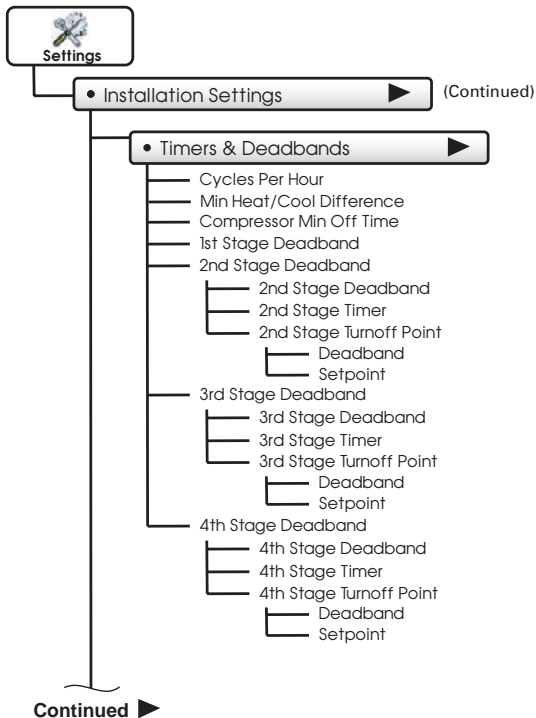 Settings
• Installation Settings (Continued)
• Timers & Deadbands
Cycles Per Hour
Min Heat/Cool Difference
Compressor Min Off Time
1st Stage Deadband
2nd Stage Deadband
2nd Stage Deadband
2nd Stage Timer
2nd Stage Turnoff Point
Deadband
Setpoint
3rd Stage Deadband
3rd Stage Deadband
3rd Stage Timer
3rd Stage Turnoff Point
Deadband
Setpoint
4th Stage Deadband
4th Stage Deadband
4th Stage Timer
4th Stage Turnoff Point
Deadband
Setpoint
Continued